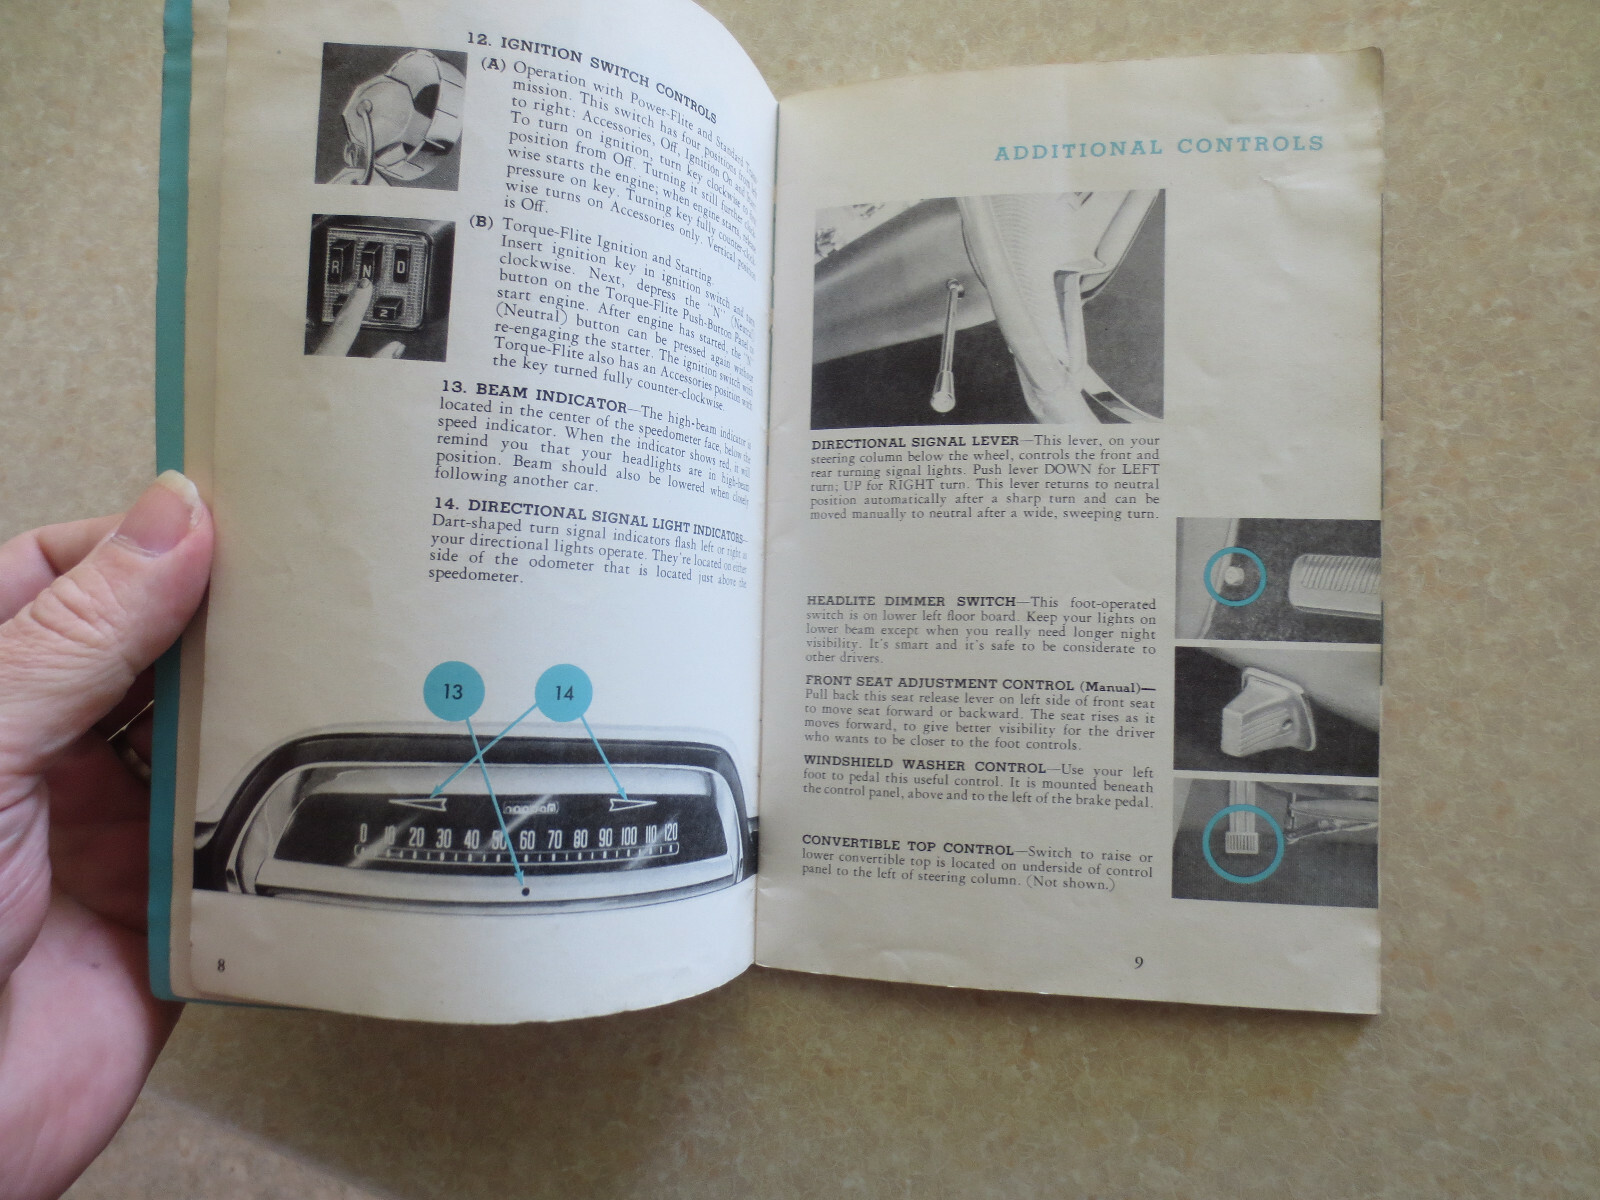 12. IGNITION SWITCH CONTROLS
(A) Operation with Power-Flite and Standard Trans-
mission. This switch has four positions from left
to right: Accessories, Off, Ignition On and Start.
To turn on ignition, turn key clockwise to first
position from Off. Turning it still further clock-
wise starts the engine; when engine starts, release
pressure on key. Turning key fully counter-clock-
wise turns on Accessories only. Vertical position
is Off.
(B) Torque-Flite Ignition and Starting.
Insert ignition key in ignition switch and turn
clockwise. Next, depress the "N" (Neutral)
button on the Torque-Flite Push-Button Panel to
start engine. After engine has started, the "N"
(Neutral) button can be pressed again without
re-engaging the starter. The ignition switch with
Torque-Flite also has an Accessories position with
the key turned fully counter-clockwise.
R N D
2
13. BEAM INDICATOR—The high-beam indicator is
located in the center of the speedometer face, below the
speed indicator. When the indicator shows red, it will
remind you that your headlights are in high-beam
position. Beam should also be lowered when closely
following another car.
14. DIRECTIONAL SIGNAL LIGHT INDICATORS—
Dart-shaped turn signal indicators flash left or right as
your directional lights operate. They're located on either
side of the odometer that is located just above the
speedometer.
13 14
0 10 20 30 40 50 60 70 80 90 100 110 120
8
ADDITIONAL CONTROLS
DIRECTIONAL SIGNAL LEVER—This lever, on your
steering column below the wheel, controls the front and
rear turning signal lights. Push lever DOWN for LEFT
turn; UP for RIGHT turn. This lever returns to neutral
position automatically after a sharp turn and can be
moved manually to neutral after a wide, sweeping turn.
HEADLITE DIMMER SWITCH—This foot-operated
switch is on lower left floor board. Keep your lights on
lower beam except when you really need longer night
visibility. It's smart and it's safe to be considerate to
other drivers.
FRONT SEAT ADJUSTMENT CONTROL (Manual)—
Pull back this seat release lever on left side of front seat
to move seat forward or backward. The seat rises as it
moves forward, to give better visibility for the driver
who wants to be closer to the foot controls.
WINDSHIELD WASHER CONTROL—Use your left
foot to pedal this useful control. It is mounted beneath
the control panel, above and to the left of the brake pedal.
CONVERTIBLE TOP CONTROL—Switch to raise or
lower convertible top is located on underside of control
panel to the left of steering column. (Not shown.)
9